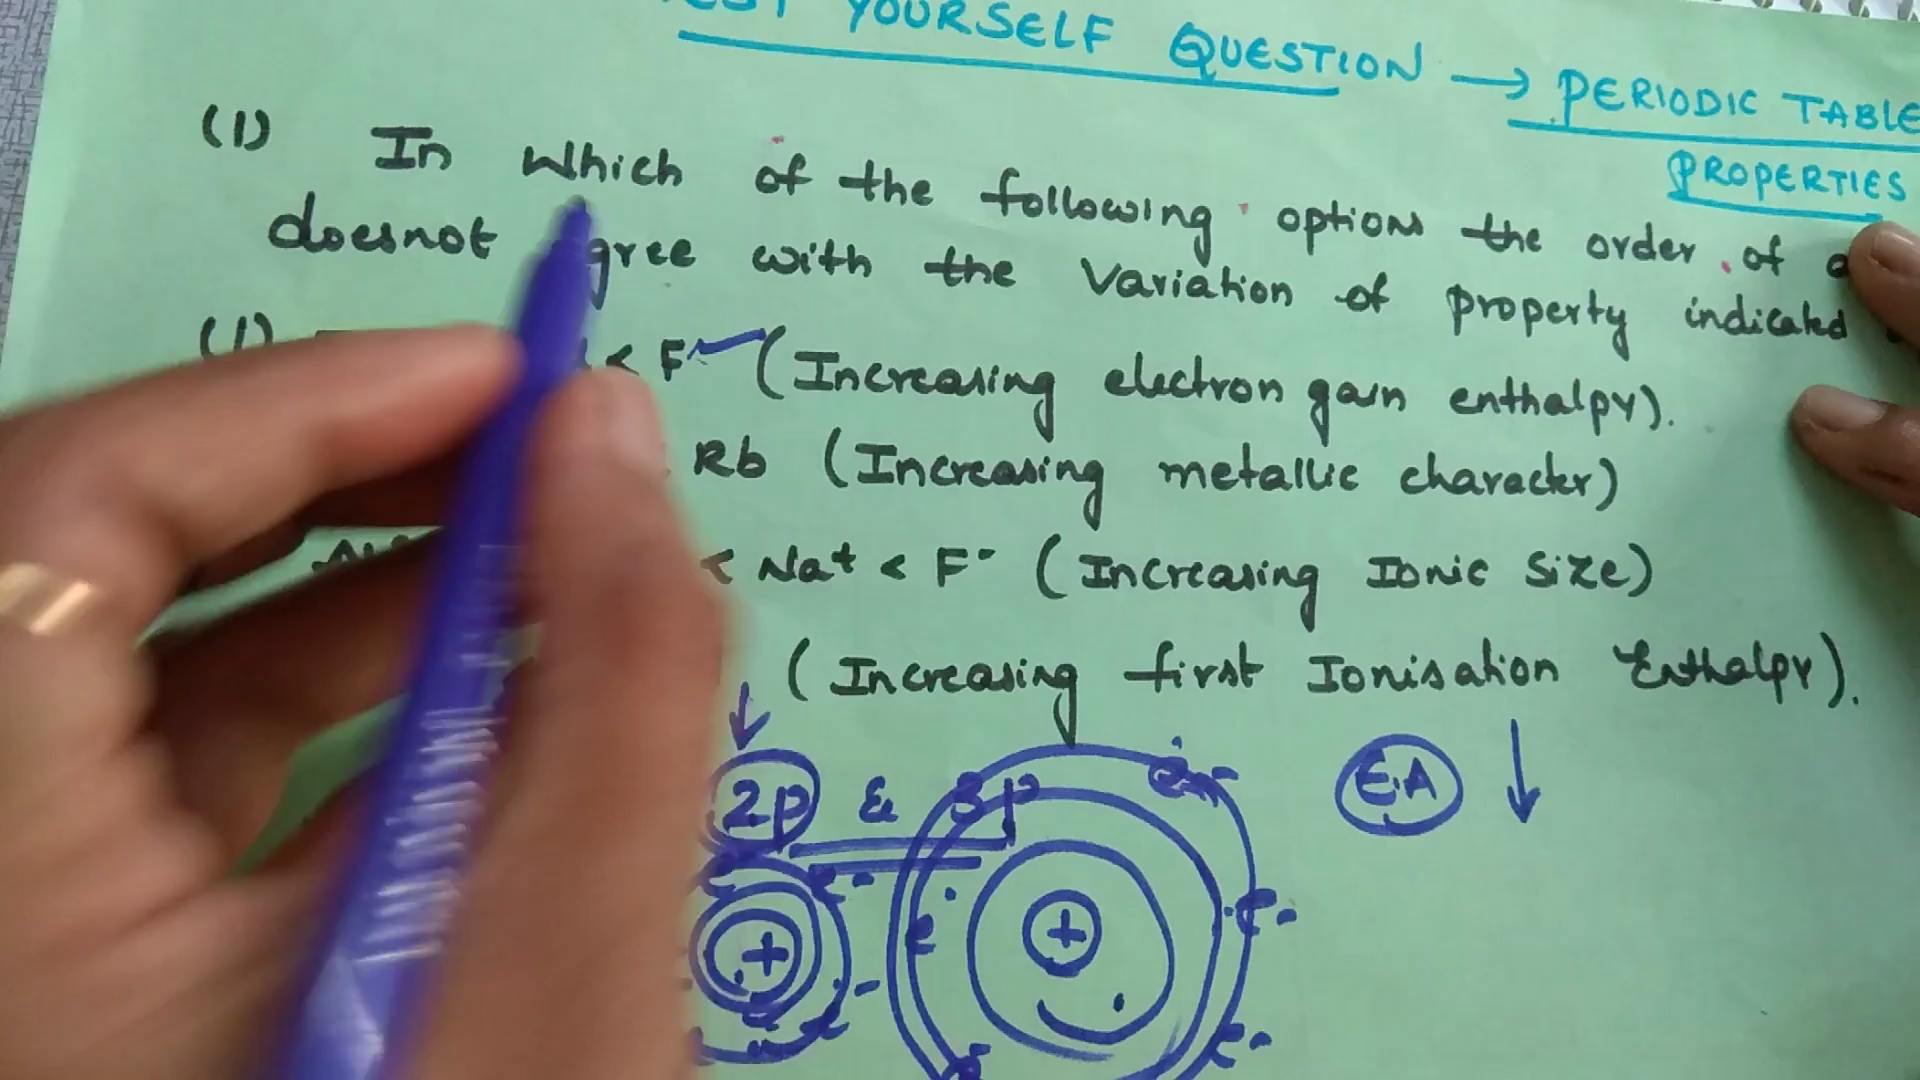 YOURSELF QUESTION → PERIODIC TABLE
PROPERTIES
(1) In which of the following options the order of
doesnot agree with the variation of property indicated
(1) < F (Increasing electron gain enthalpy).
Rb (Increasing metallic character)
< Na+ < F- (Increasing Ionic Size)
(Increasing first Ionisation Enthalpy).
2p & 3p E.A ↓
e-
e-
e
+ +
e-
e-